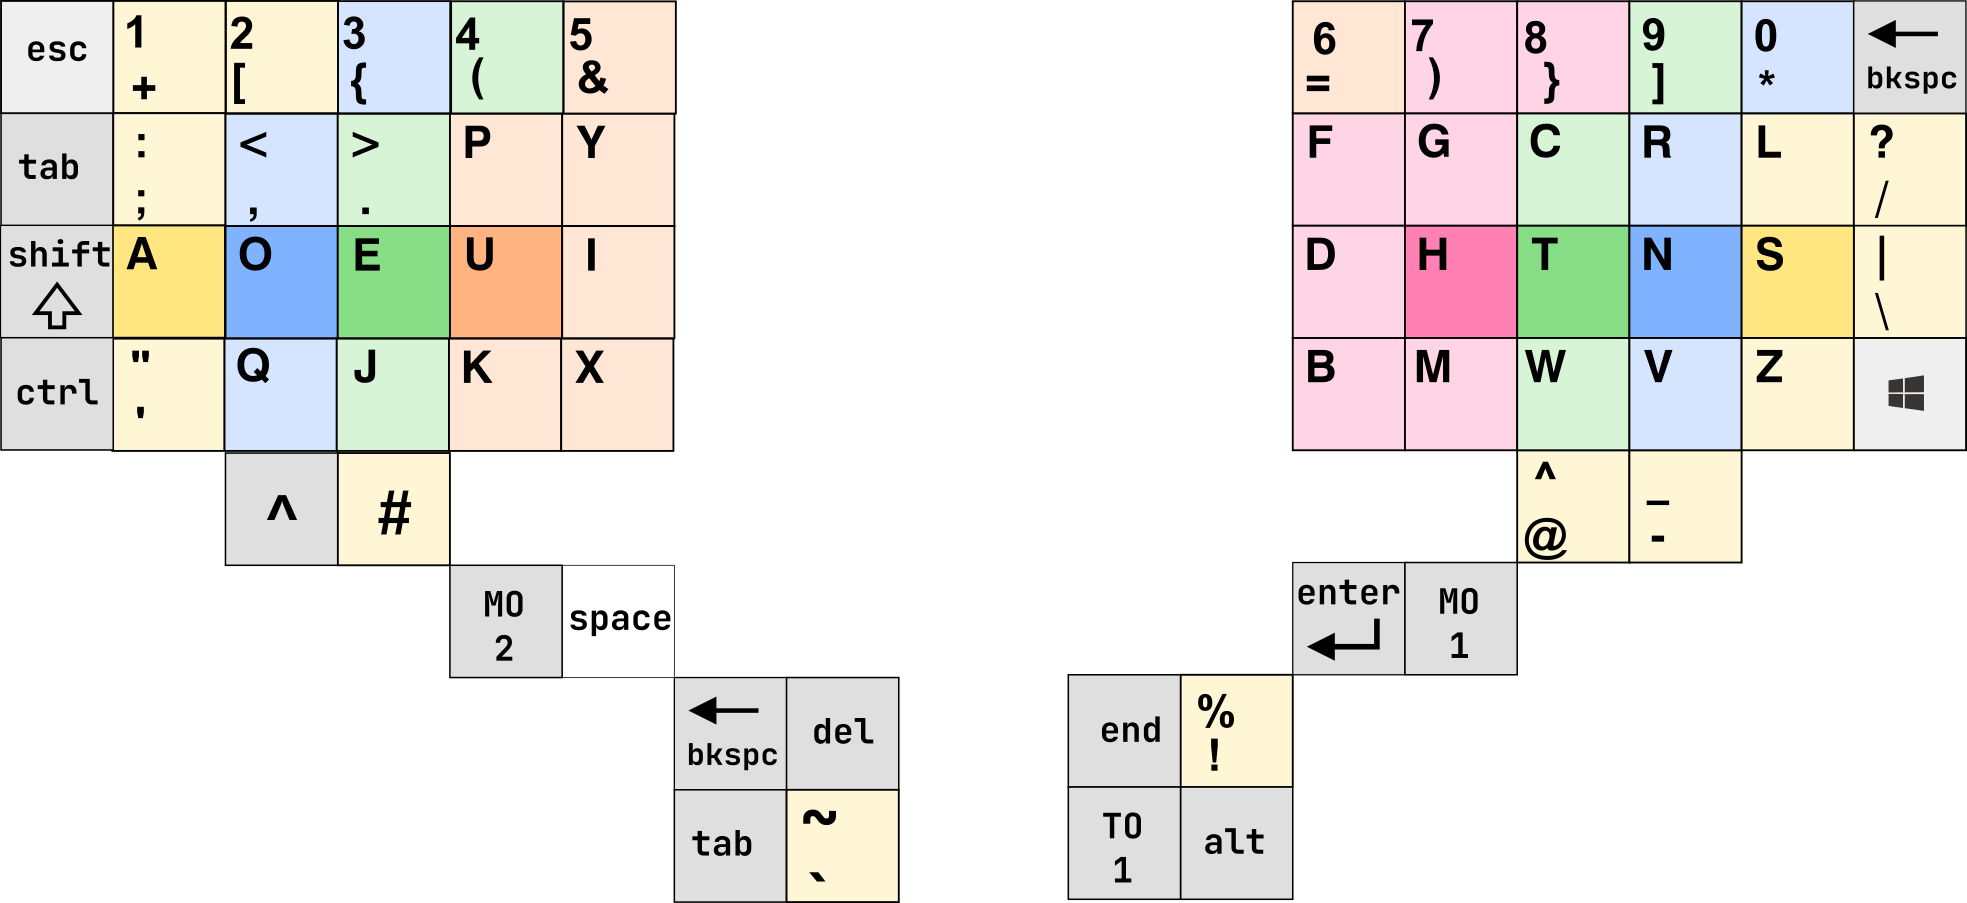 esc 1 2 3 4 5 6 7 8 9 0
+ [ { ( & = ) } ] * bkspc
tab : < > P Y F G C R L ?
; , . /
shift A O E U I D H T N S |
\
ctrl " Q J K X B M W V Z
'
^ # ^ _
@ -
MO space enter MO
2 1
bkspc del end %
!
tab ~ TO alt
` 1